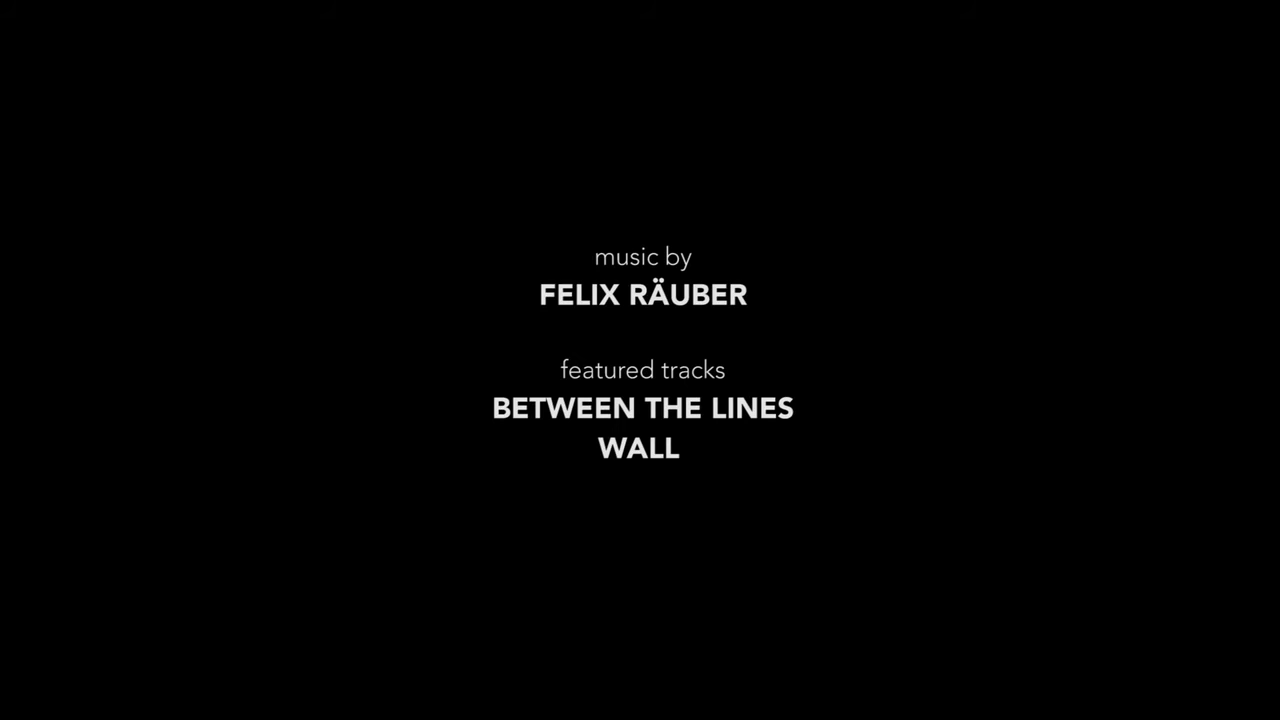 music by
FELIX RÄUBER
featured tracks
BETWEEN THE LINES
WALL